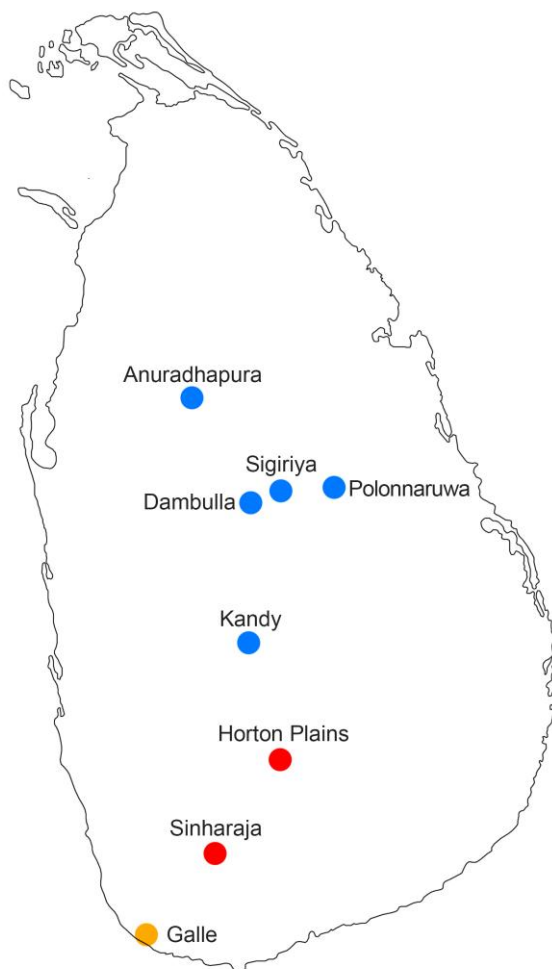 Anuradhapura
Sigiriya
Dambulla
Polonnaruwa
Kandy
Horton Plains
Sinharaja
Galle